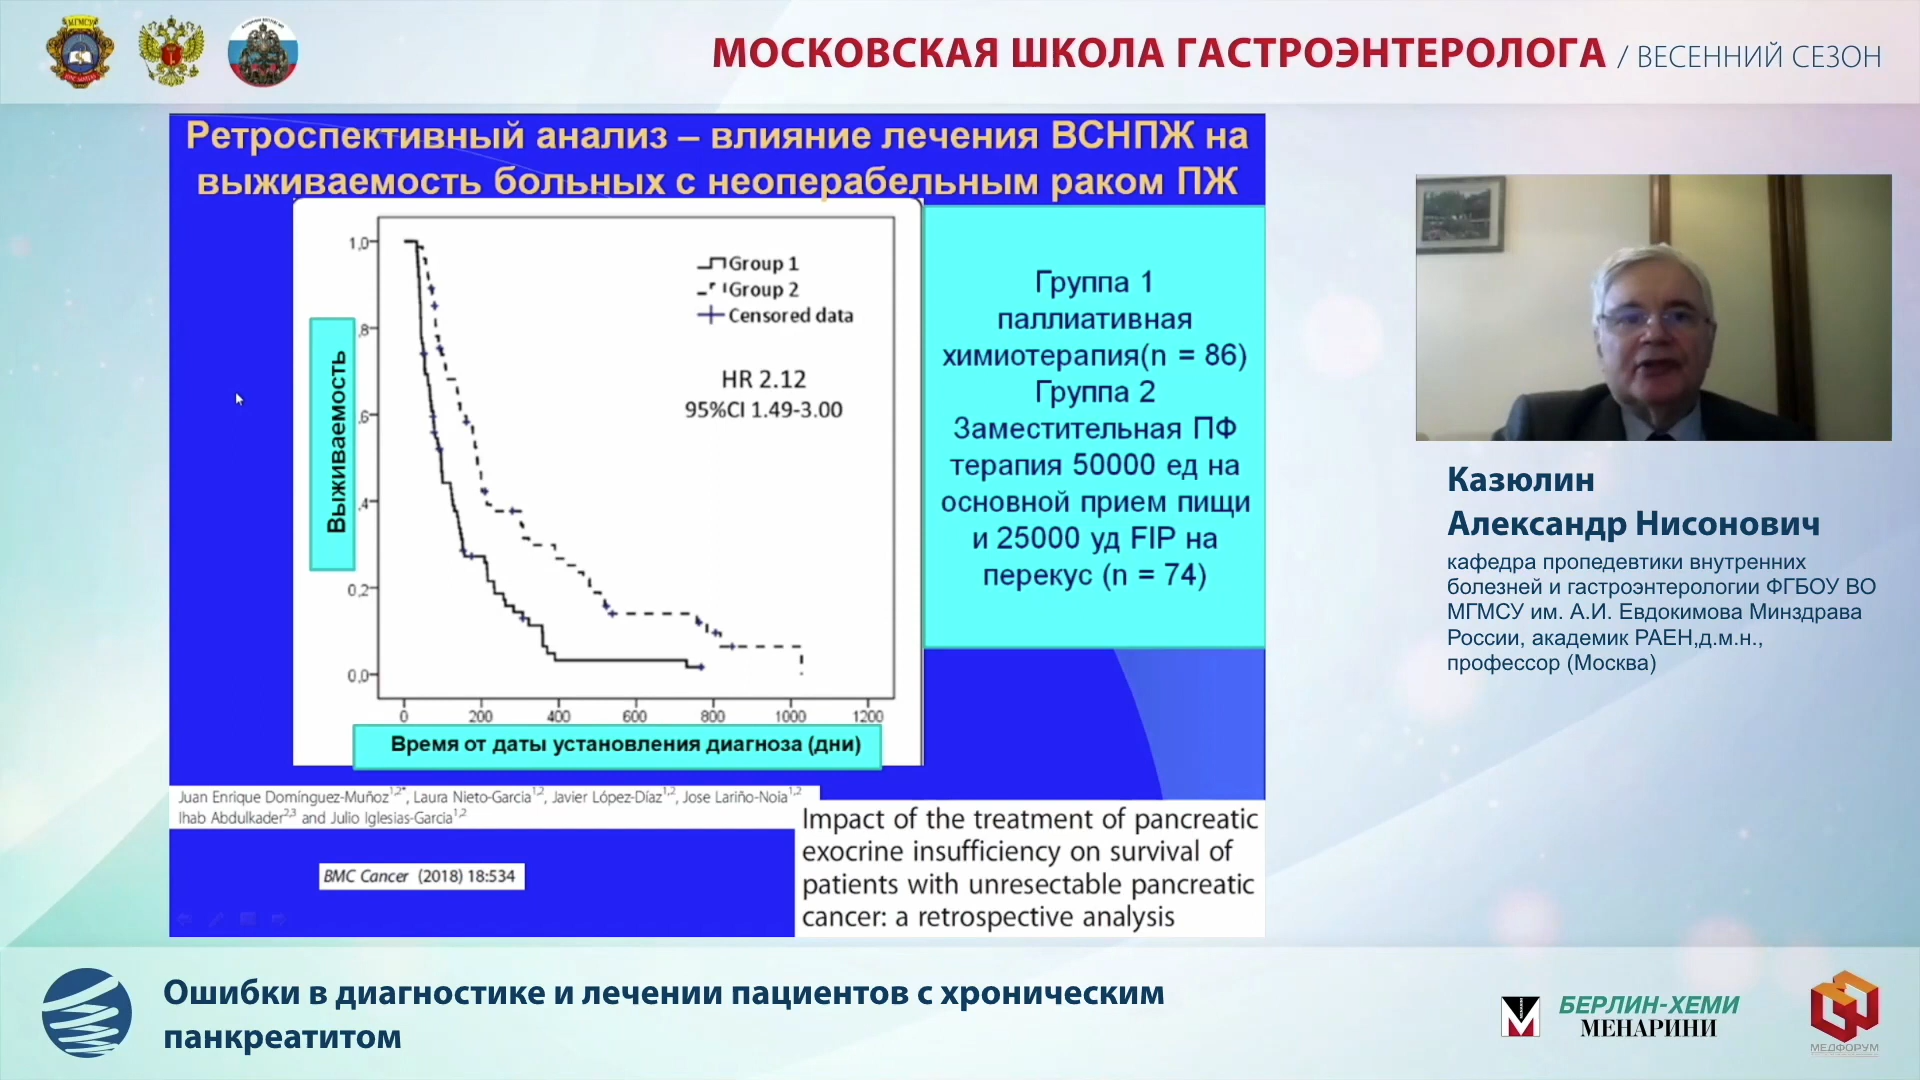 МГМСУ
МОСКОВСКАЯ ШКОЛА ГАСТРОЭНТЕРОЛОГА / ВЕСЕННИЙ СЕЗОН
Ретроспективный анализ – влияние лечения ВСНПЖ на
выживаемость больных с неоперабельным раком ПЖ
1,0
,8
,6
,4
0,2
0,0
Выживаемость
Group 1
Group 2
Censored data
HR 2.12
95%CI 1.49-3.00
0 200 400 600 800 1000 1200
Время от даты установления диагноза (дни)
Группа 1
паллиативная
химиотерапия(n = 86)
Группа 2
Заместительная ПФ
терапия 50000 ед на
основной прием пищи
и 25000 уд FIP на
перекус (n = 74)
Juan Enrique Domínguez-Muñoz1,2*, Laura Nieto-Garcia1,2, Javier López-Díaz1,2, Jose Lariño-Noia1,2
Ihab Abdulkader2,3 and Julio Iglesias-Garcia1,2
BMC Cancer (2018) 18:534
Impact of the treatment of pancreatic
exocrine insufficiency on survival of
patients with unresectable pancreatic
cancer: a retrospective analysis
Казюлин
Александр Нисонович
кафедра пропедевтики внутренних
болезней и гастроэнтерологии ФГБОУ ВО
МГМСУ им. А.И. Евдокимова Минздрава
России, академик РАЕН,д.м.н.,
профессор (Москва)
Ошибки в диагностике и лечении пациентов с хроническим
панкреатитом
БЕРЛИН-ХЕМИ
МЕНАРИНИ
МЕДФОРУМ